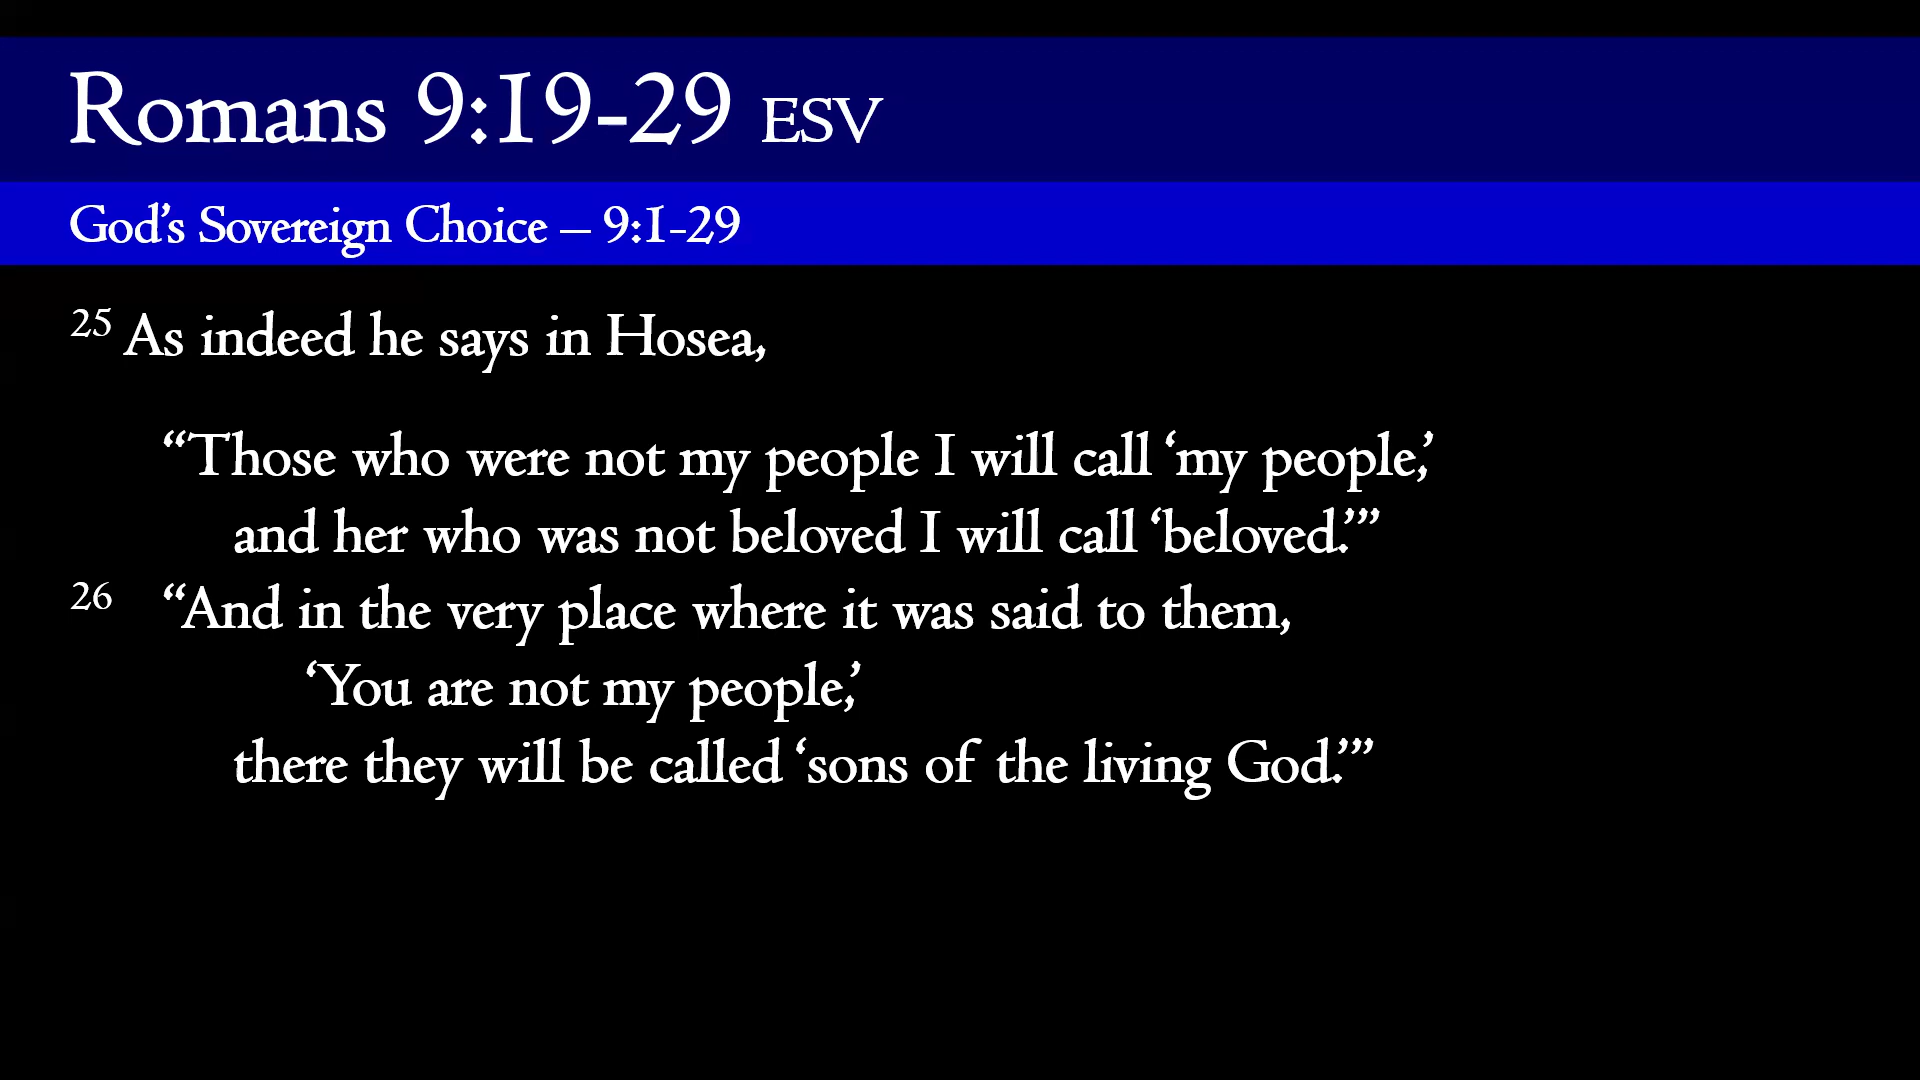 Romans 9:19-29 ESV
God’s Sovereign Choice – 9:1-29
25 As indeed he says in Hosea,
“Those who were not my people I will call ‘my people,’
and her who was not beloved I will call ‘beloved.’”
26 “And in the very place where it was said to them,
‘You are not my people,’
there they will be called ‘sons of the living God.’”